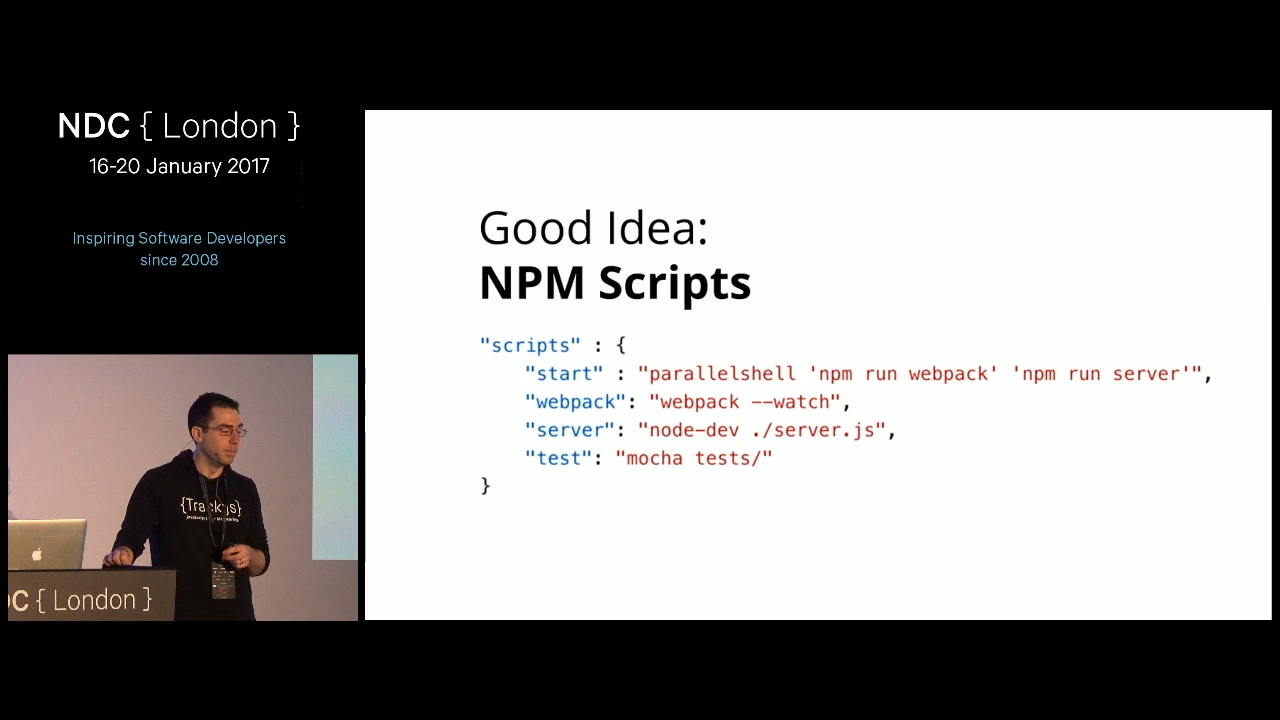 NDC { London }
16-20 January 2017
Inspiring Software Developers
since 2008
Good Idea:
NPM Scripts
"scripts" : {
"start" : "parallelshell 'npm run webpack' 'npm run server'",
"webpack": "webpack --watch",
"server": "node-dev ./server.js",
"test": "mocha tests/"
}
{Track:js}
DC { London }